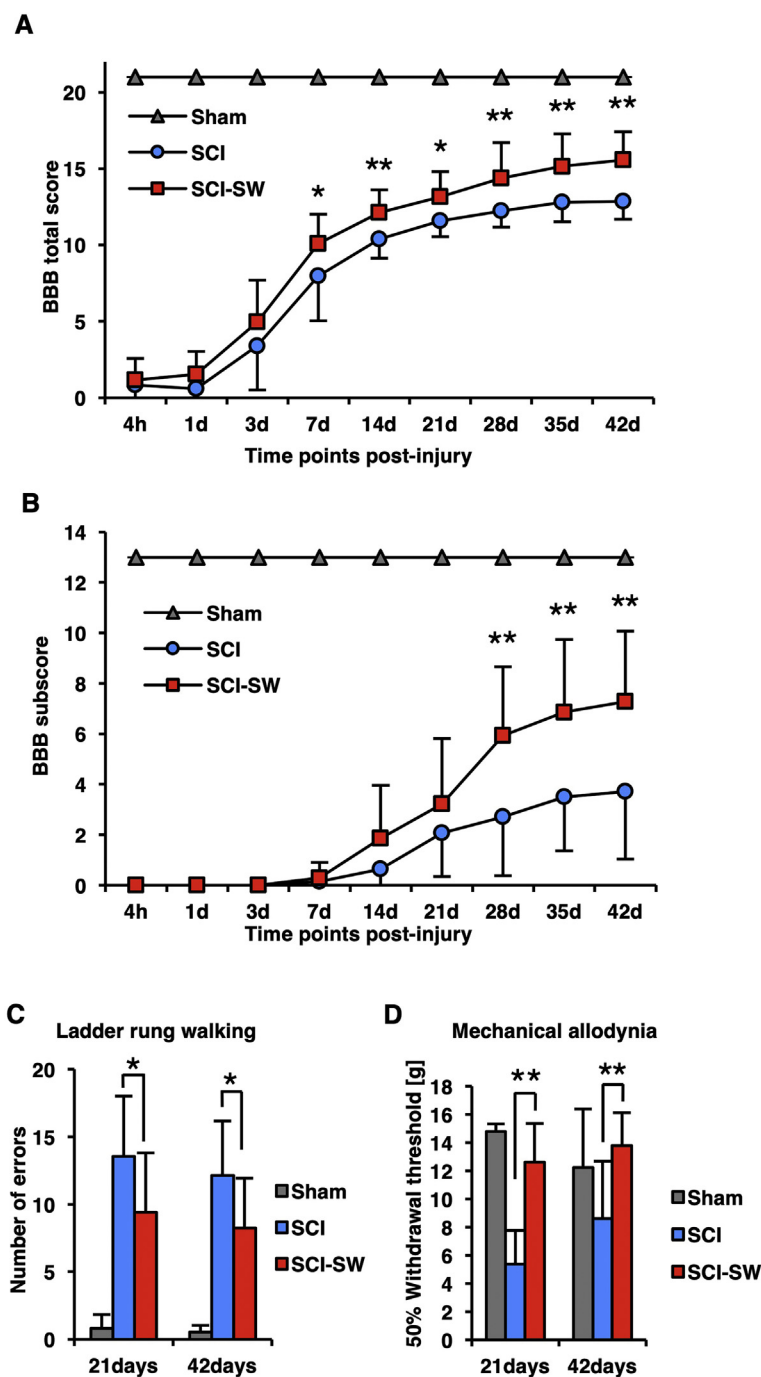 A
BBB total score
20
15
10
5
0
Sham
SCI
SCI-SW
* ** * ** ** **
4h 1d 3d 7d 14d 21d 28d 35d 42d
Time points post-injury
B
BBB subscore
14
12
10
8
6
4
2
0
Sham
SCI
SCI-SW
** ** **
4h 1d 3d 7d 14d 21d 28d 35d 42d
Time points post-injury
C
Ladder rung walking
Number of errors
20
15
10
5
0
* *
Sham
SCI
SCI-SW
21days 42days
D
Mechanical allodynia
50% Withdrawal threshold [g]
18
16
14
12
10
8
6
4
2
0
** **
Sham
SCI
SCI-SW
21days 42days